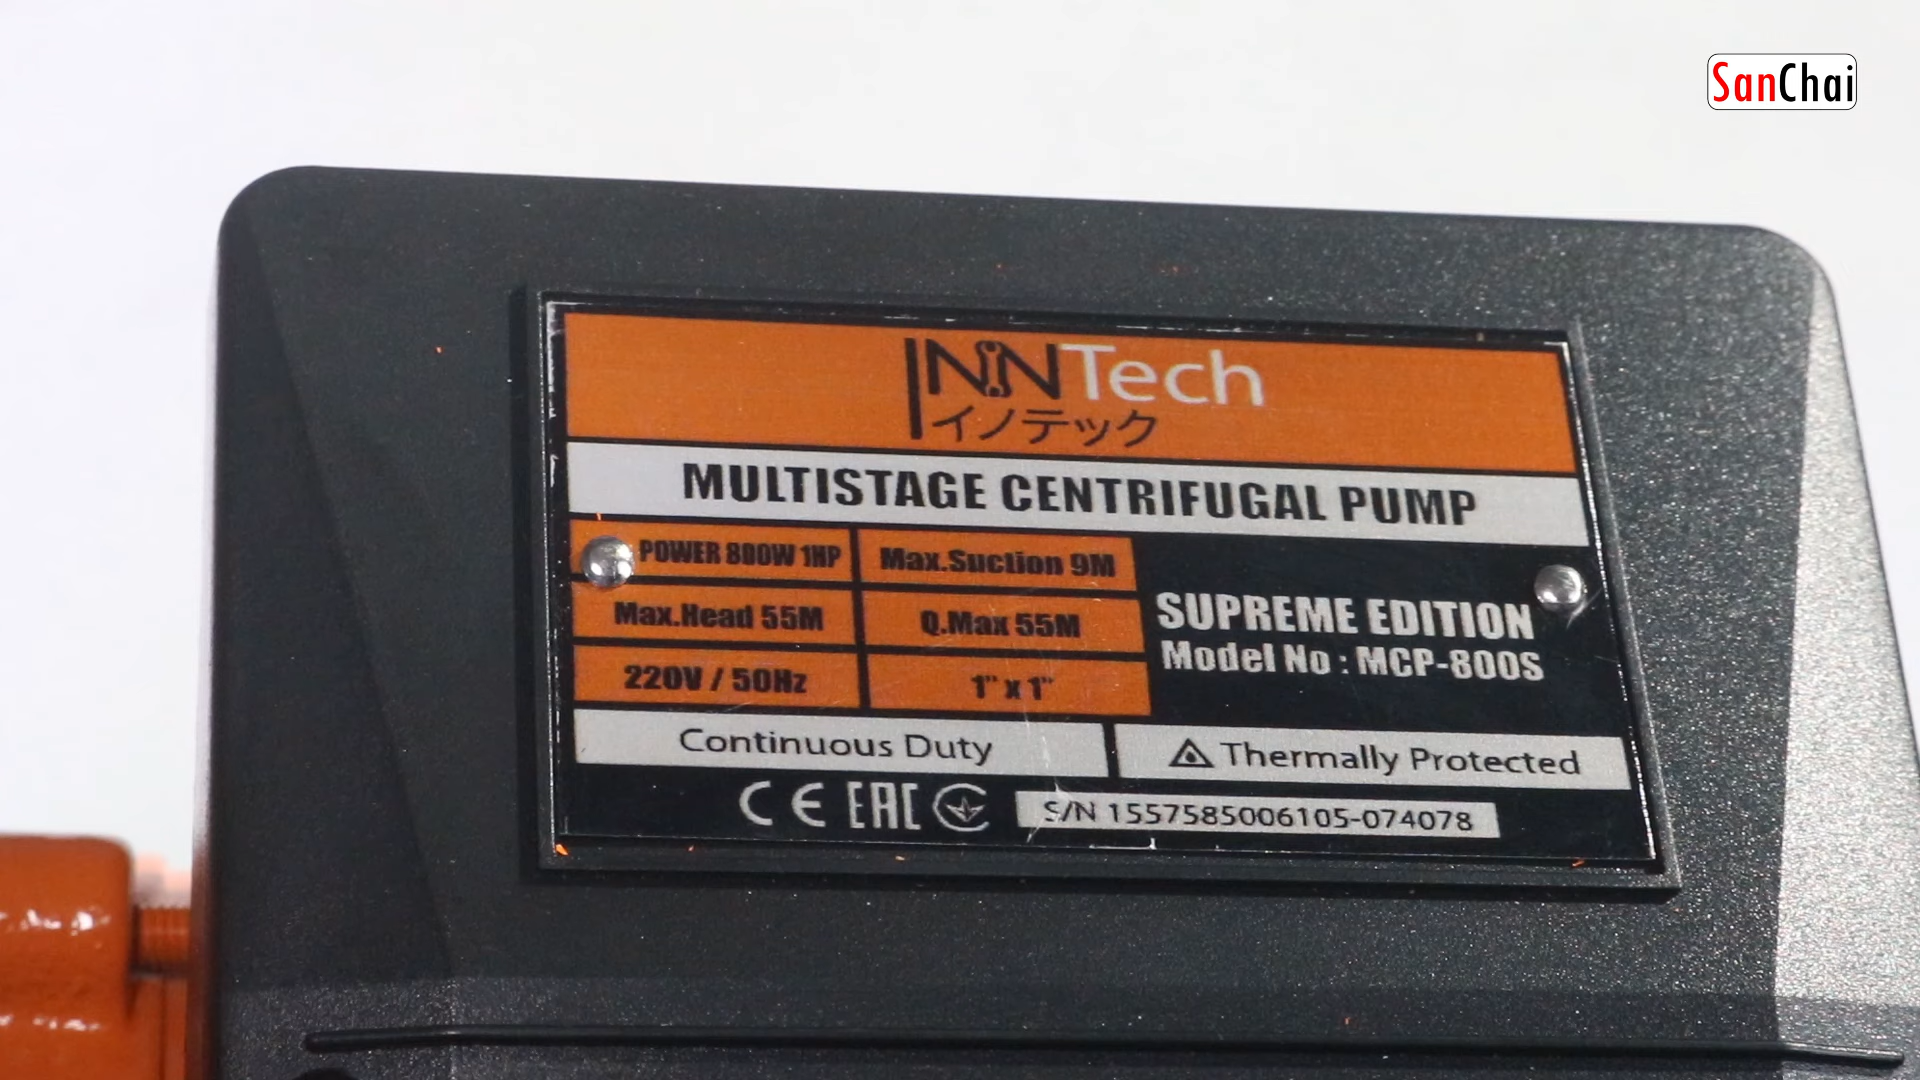 SanChai
INNTech
イノテック
MULTISTAGE CENTRIFUGAL PUMP
POWER 800W 1HP
Max.Suction 9M
Max.Head 55M
Q.Max 55M
220V / 50Hz
1" x 1"
SUPREME EDITION
Model No : MCP-800S
Continuous Duty
Thermally Protected
CE EAC
S/N 1557585006105-074078